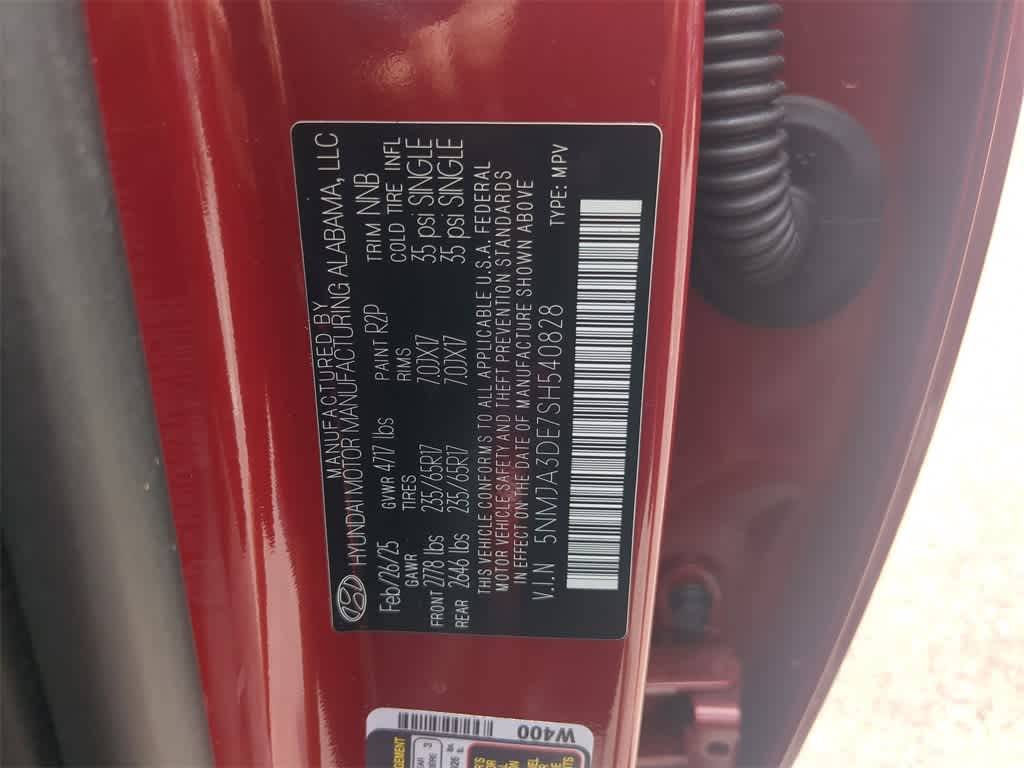 MANUFACTURED BY
HYUNDAI MOTOR MANUFACTURING ALABAMA, LLC
Feb/26/25 GVWR 4717 lbs PAINT R2P TRIM NNB
GAWR TIRES RIMS COLD TIRE INFL
FRONT 2778 lbs 235/65R17 7.0JX17 35 psi SINGLE
REAR 2646 lbs 235/65R17 7.0JX17 35 psi SINGLE
THIS VEHICLE CONFORMS TO ALL APPLICABLE U.S.A. FEDERAL
MOTOR VEHICLE SAFETY AND THEFT PREVENTION STANDARDS
IN EFFECT ON THE DATE OF MANUFACTURE SHOWN ABOVE
V.I.N 5NMJA3DE7SH540828 TYPE: MPV
W400